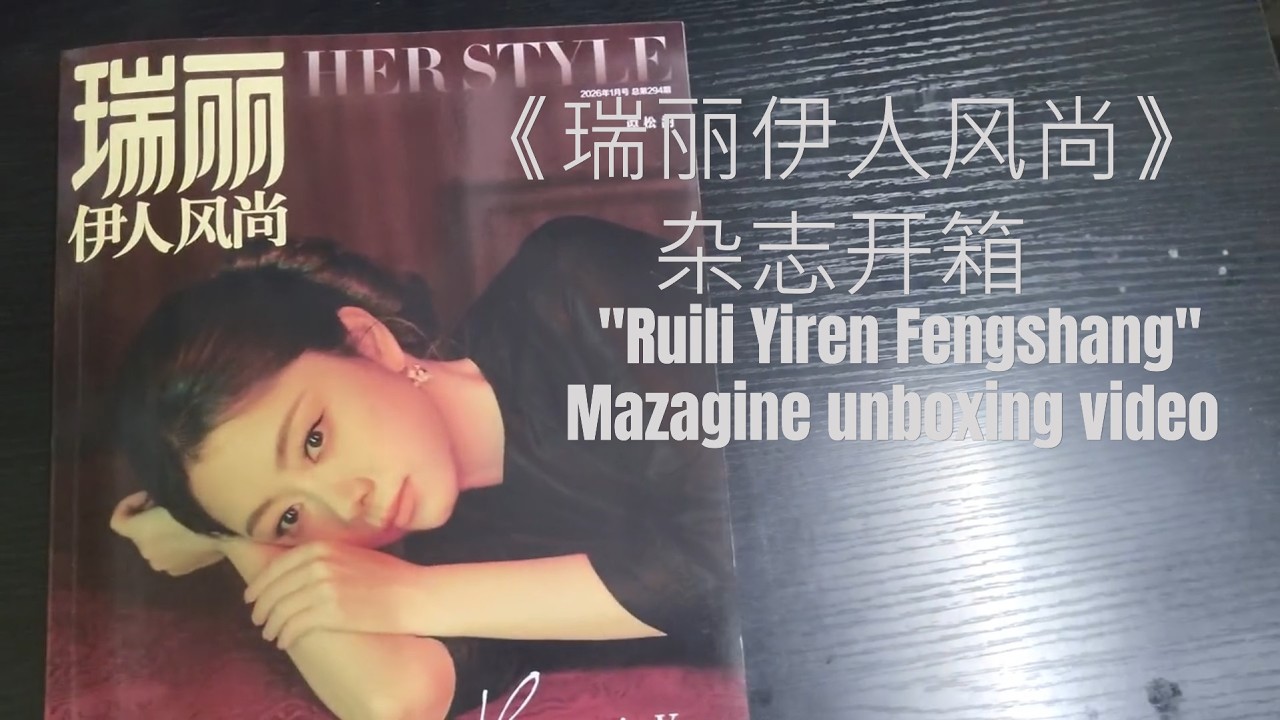 瑞丽
伊人风尚
HER STYLE
2026年1月号 总第294期
《瑞丽伊人风尚》
杂志开箱
"Ruili Yiren Fengshang"
Mazagine unboxing video